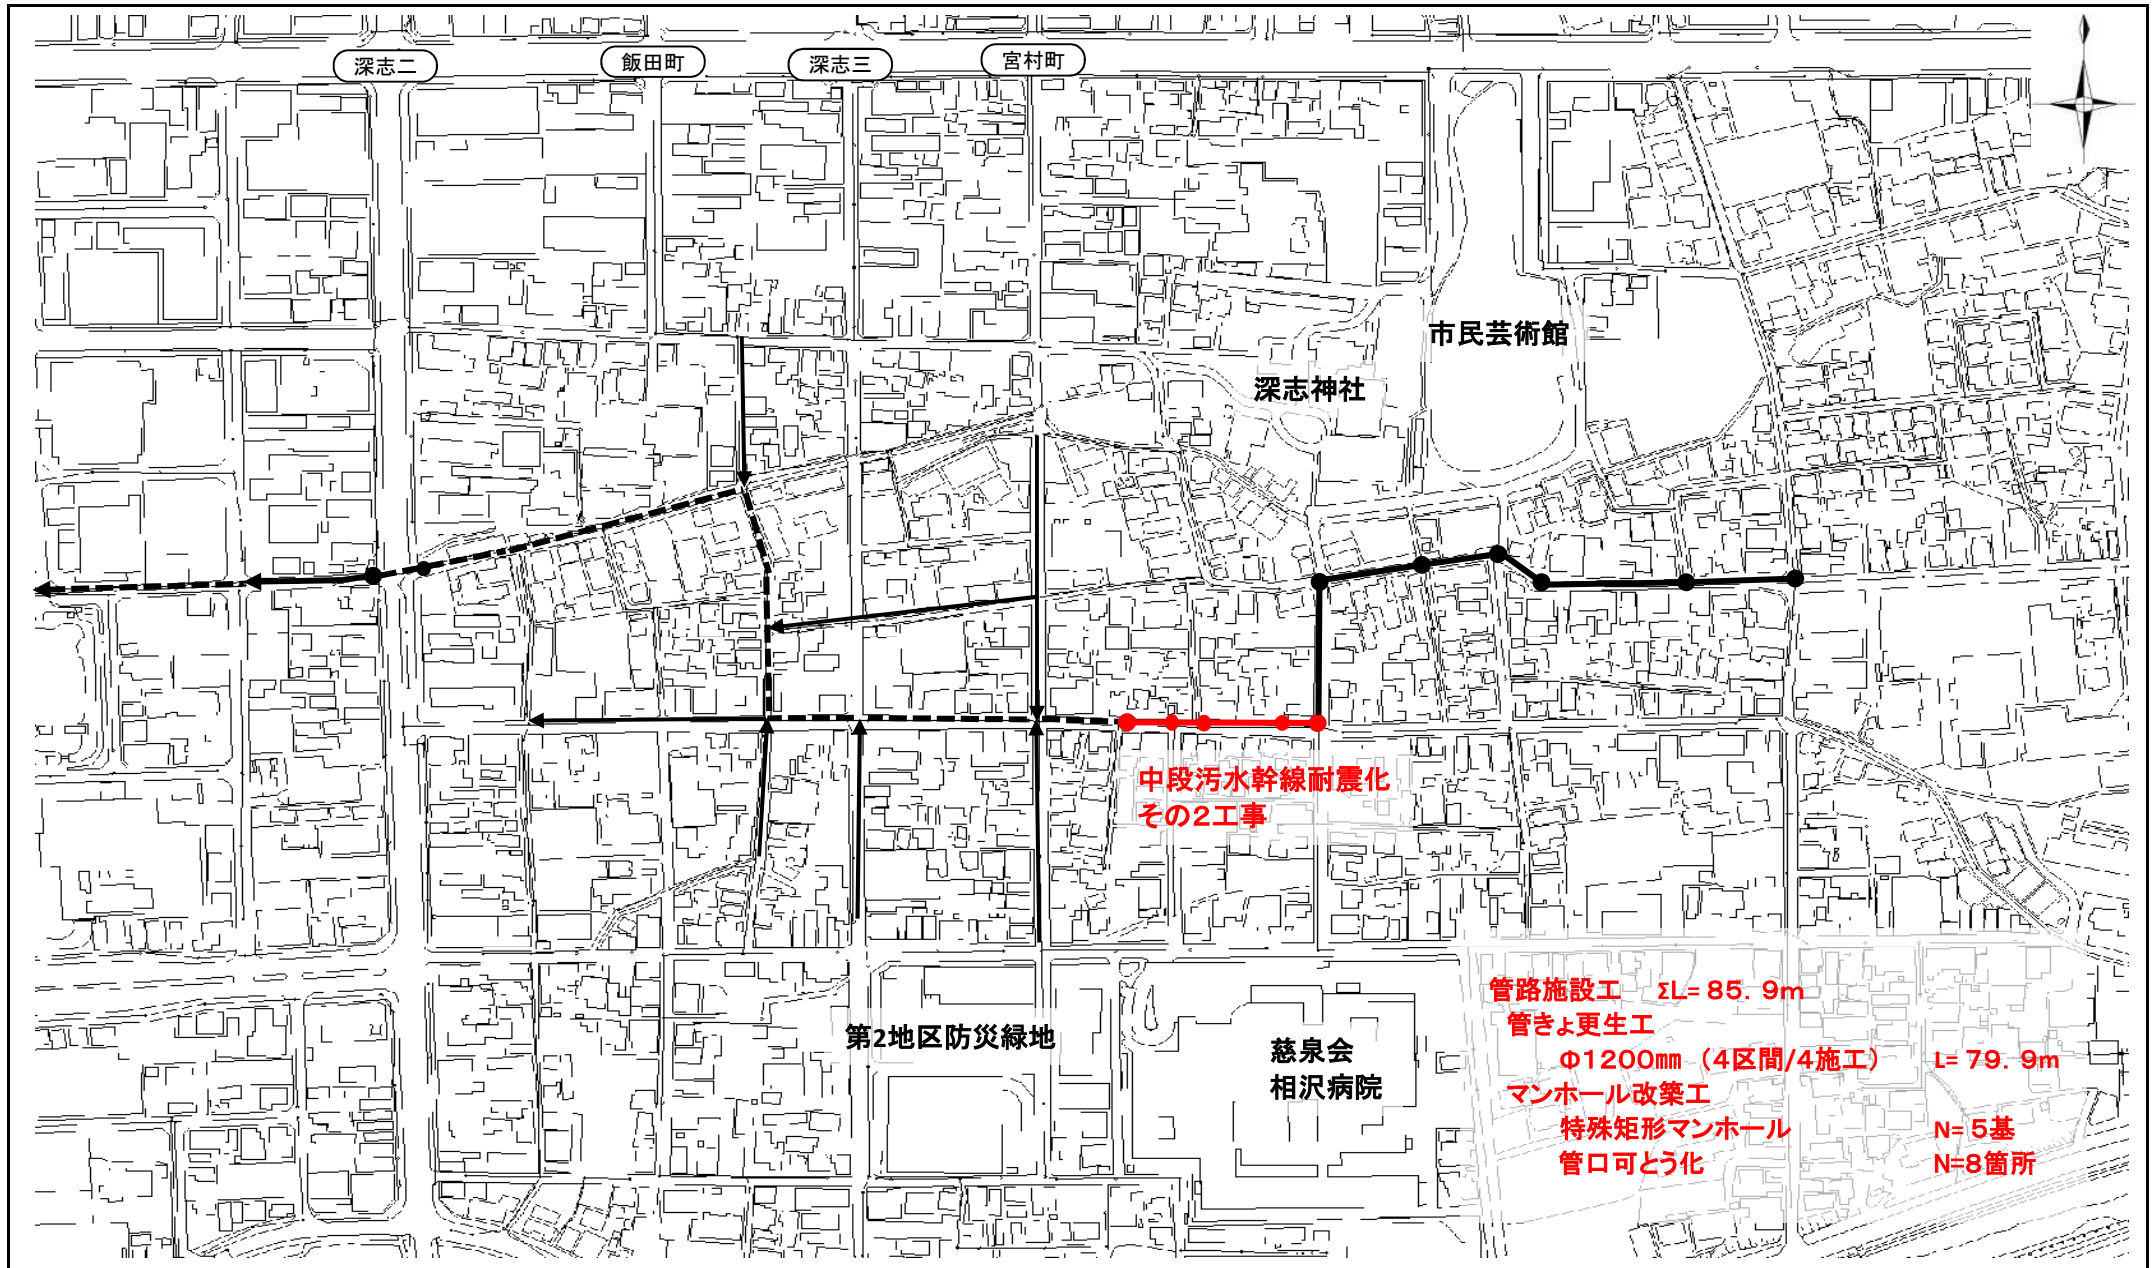 深志二
飯田町
深志三
宮村町
市民芸術館
深志神社
中段汚水幹線耐震化
その2工事
管路施設工 ΣL=85.9m
管きょ更生工
Φ1200㎜ (4区間/4施工) L=79.9m
マンホール改築工
特殊矩形マンホール N=5基
管口可とう化 N=8箇所
第2地区防災緑地
慈泉会
相沢病院